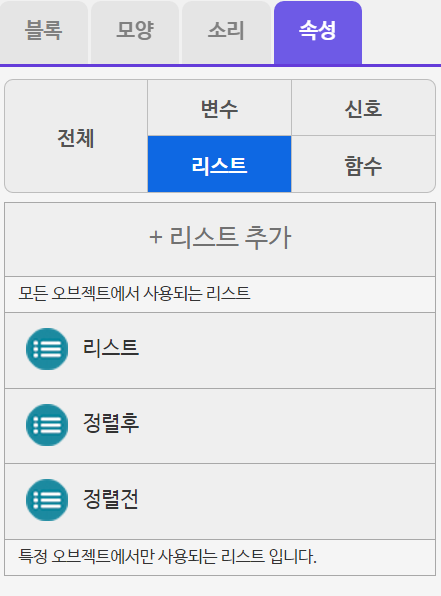 블록 모양 소리 속성
전체
변수 신호
리스트 함수
+ 리스트 추가
모든 오브젝트에서 사용되는 리스트
리스트
정렬후
정렬전
특정 오브젝트에서만 사용되는 리스트 입니다.